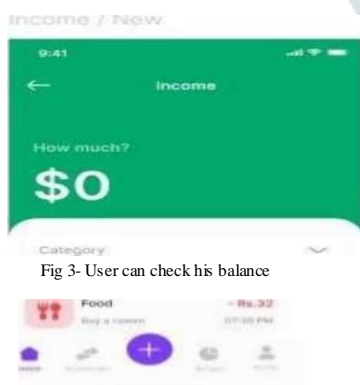 Income / New
9:41
Income
How much?
$0
Category
Fig 3- User can check his balance
Food
- Rs.32
Buy a ramen
07:30 PM